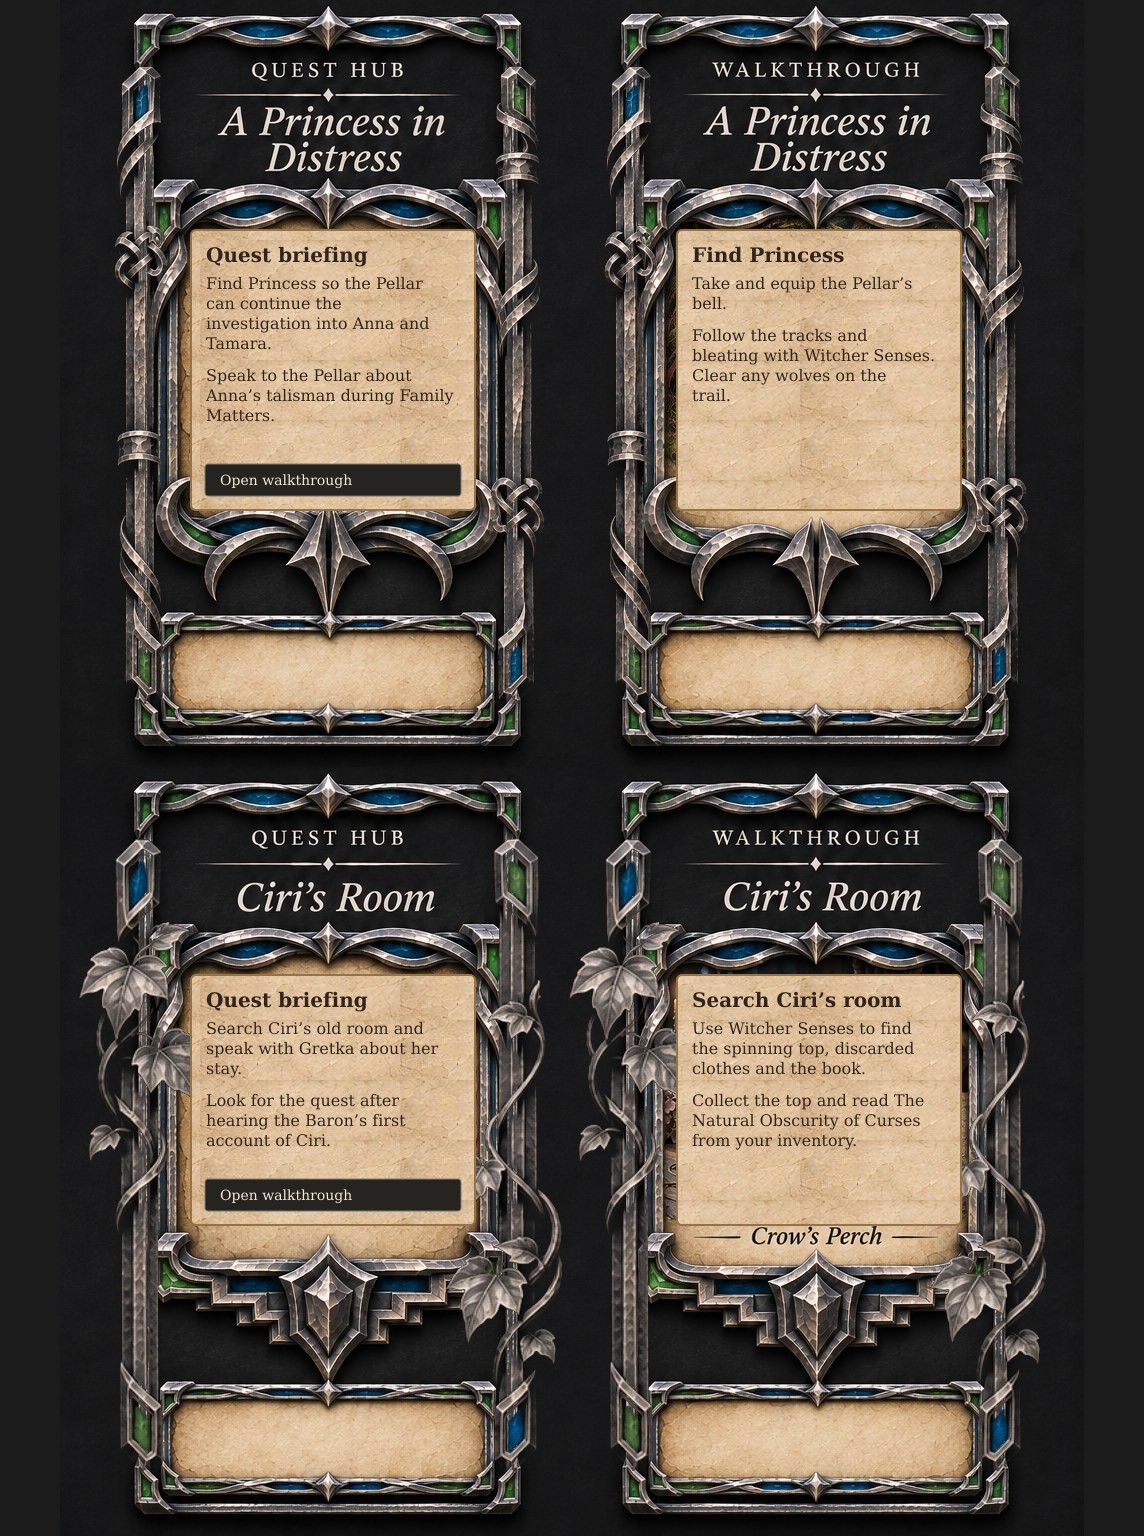 QUEST HUB
A Princess in
Distress
Quest briefing
Find Princess so the Pellar
can continue the
investigation into Anna and
Tamara.
Speak to the Pellar about
Anna’s talisman during Family
Matters.
Open walkthrough
WALKTHROUGH
A Princess in
Distress
Find Princess
Take and equip the Pellar’s
bell.
Follow the tracks and
bleating with Witcher Senses.
Clear any wolves on the
trail.
QUEST HUB
Ciri’s Room
Quest briefing
Search Ciri’s old room and
speak with Gretka about her
stay.
Look for the quest after
hearing the Baron’s first
account of Ciri.
Open walkthrough
WALKTHROUGH
Ciri’s Room
Search Ciri’s room
Use Witcher Senses to find
the spinning top, discarded
clothes and the book.
Collect the top and read The
Natural Obscurity of Curses
from your inventory.
Crow’s Perch